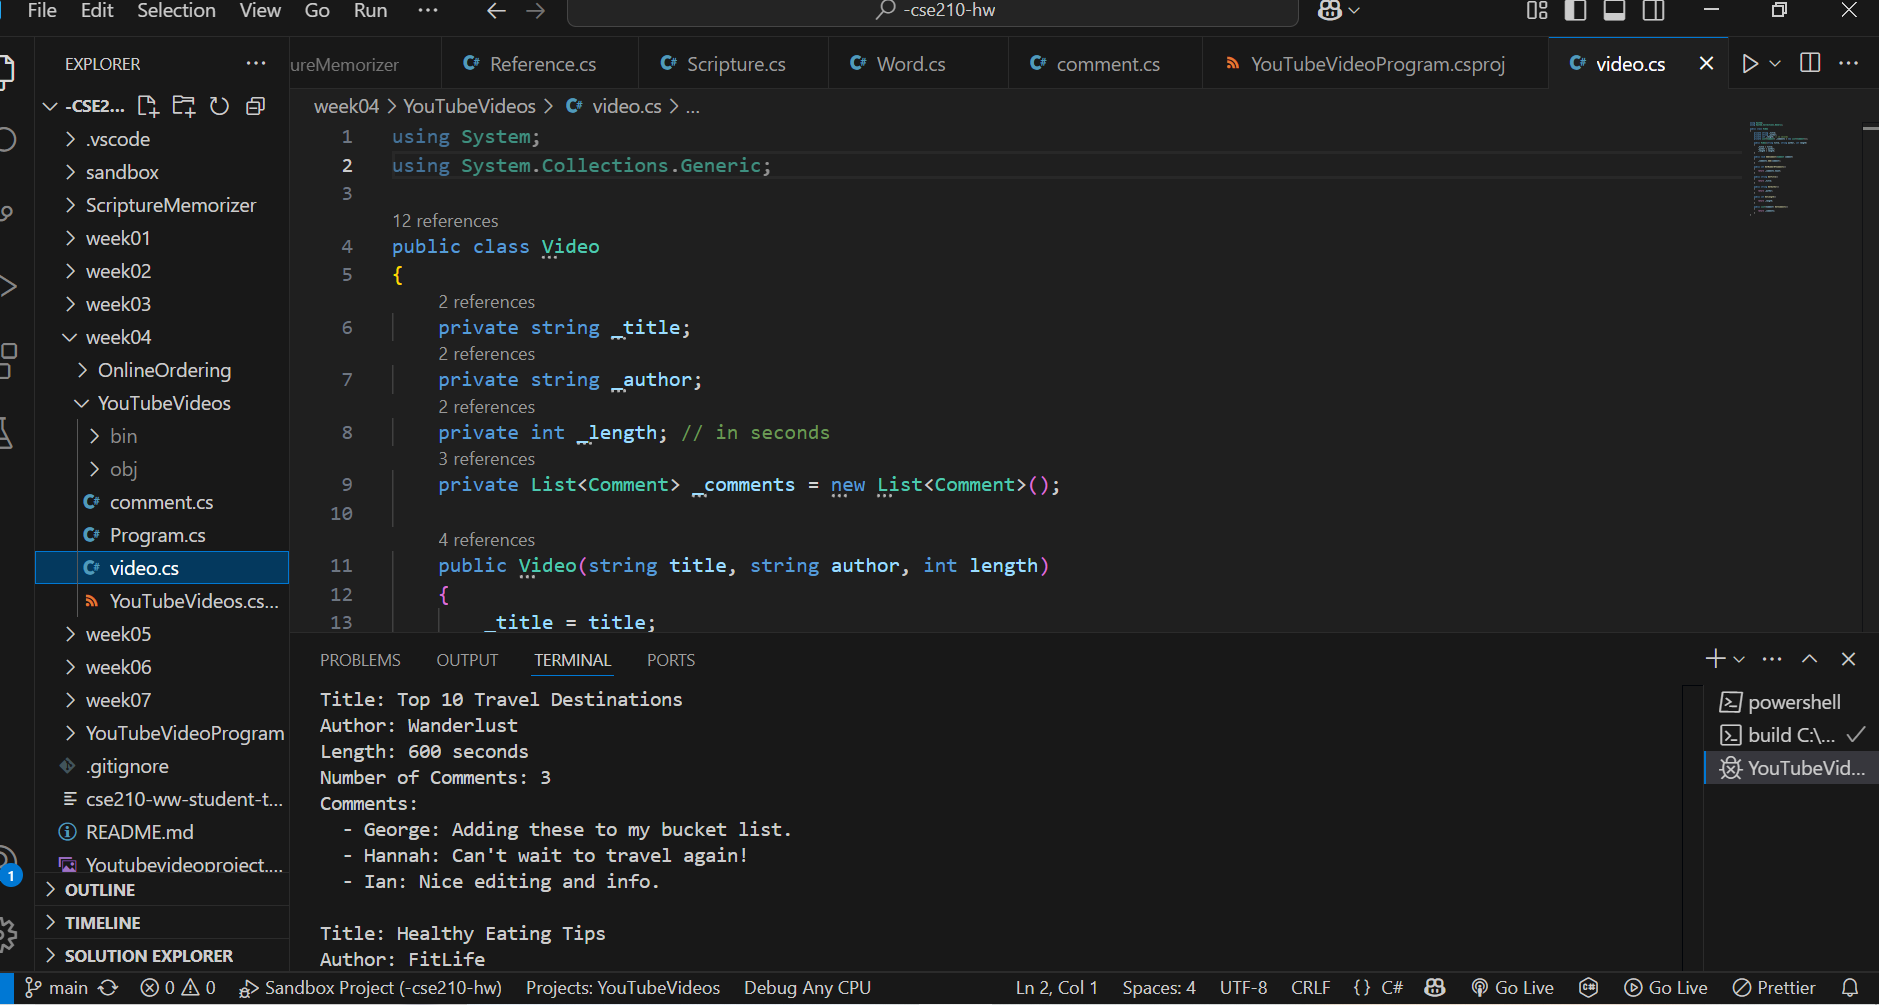 File Edit Selection View Go Run ··· -cse210-hw
EXPLORER ···
ureMemorizer Reference.cs Scripture.cs Word.cs comment.cs YouTubeVideoProgram.csproj video.cs
-CSE2...
.vscode
sandbox
ScriptureMemorizer
week01
week02
week03
week04
OnlineOrdering
YouTubeVideos
bin
obj
comment.cs
Program.cs
video.cs
YouTubeVideos.cs...
week05
week06
week07
YouTubeVideoProgram
.gitignore
cse210-ww-student-t...
README.md
Youtubevideoproject....
OUTLINE
TIMELINE
SOLUTION EXPLORER
1
week04 > YouTubeVideos > video.cs > ...
1 using System;
2 using System.Collections.Generic;
3
12 references
4 public class Video
5 {
2 references
6 private string _title;
2 references
7 private string _author;
2 references
8 private int _length; // in seconds
3 references
9 private List<Comment> _comments = new List<Comment>();
10
4 references
11 public Video(string title, string author, int length)
12 {
13 _title = title;
PROBLEMS OUTPUT TERMINAL PORTS
Title: Top 10 Travel Destinations
Author: Wanderlust
Length: 600 seconds
Number of Comments: 3
Comments:
- George: Adding these to my bucket list.
- Hannah: Can't wait to travel again!
- Ian: Nice editing and info.
Title: Healthy Eating Tips
Author: FitLife
powershell
build C:\...
YouTubeVid...
main 0 0 Sandbox Project (-cse210-hw) Projects: YouTubeVideos Debug Any CPU Ln 2, Col 1 Spaces: 4 UTF-8 CRLF {} C# Go Live Go Live Prettier